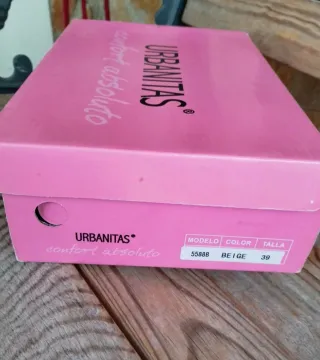 URBANITAS®
confort absoluto
URBANITAS®
confort absoluto
MODELO COLOR TALLA
55888 BEIGE 39